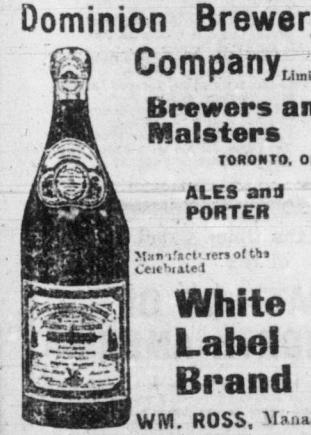 Dominion Brewer
Company Limi
Brewers an
Malsters
TORONTO, O
ALES and
PORTER
Manufacturers of the
Celebrated
White
Label
Brand
WM. ROSS, Mana